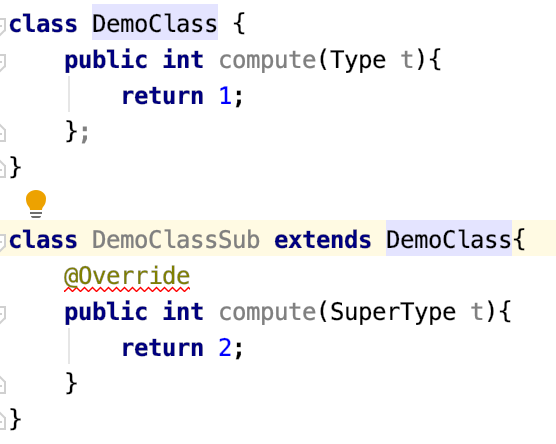 class DemoClass {
    public int compute(Type t){
        return 1;
    };
}
class DemoClassSub extends DemoClass{
    @Override
    public int compute(SuperType t){
        return 2;
    }
}